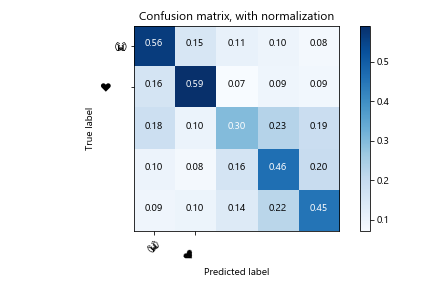 Confusion matrix, with normalization
True label
0.56 0.15 0.11 0.10 0.08
0.16 0.59 0.07 0.09 0.09
0.18 0.10 0.30 0.23 0.19
0.10 0.08 0.16 0.46 0.20
0.09 0.10 0.14 0.22 0.45
Predicted label
0.5
0.4
0.3
0.2
0.1